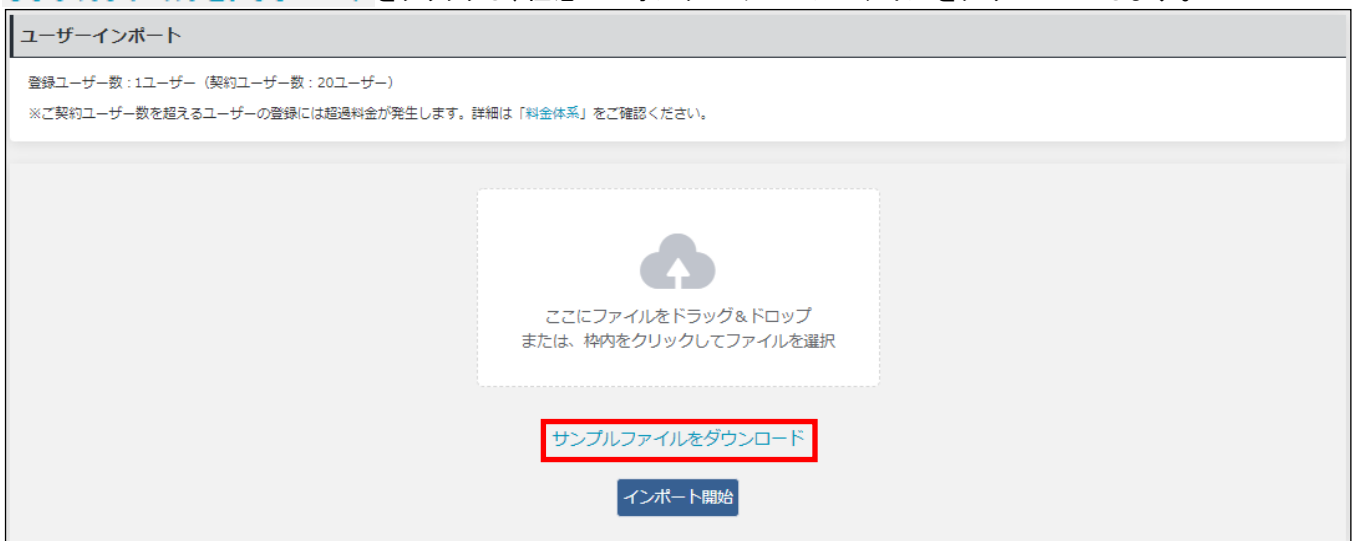 ユーザーインポート
登録ユーザー数:1ユーザー(契約ユーザー数:20ユーザー)
※ご契約ユーザー数を超えるユーザーの登録には超過料金が発生します。詳細は「料金体系」をご確認ください。
ここにファイルをドラッグ&ドロップ
または、枠内をクリックしてファイルを選択
サンプルファイルをダウンロード
インポート開始